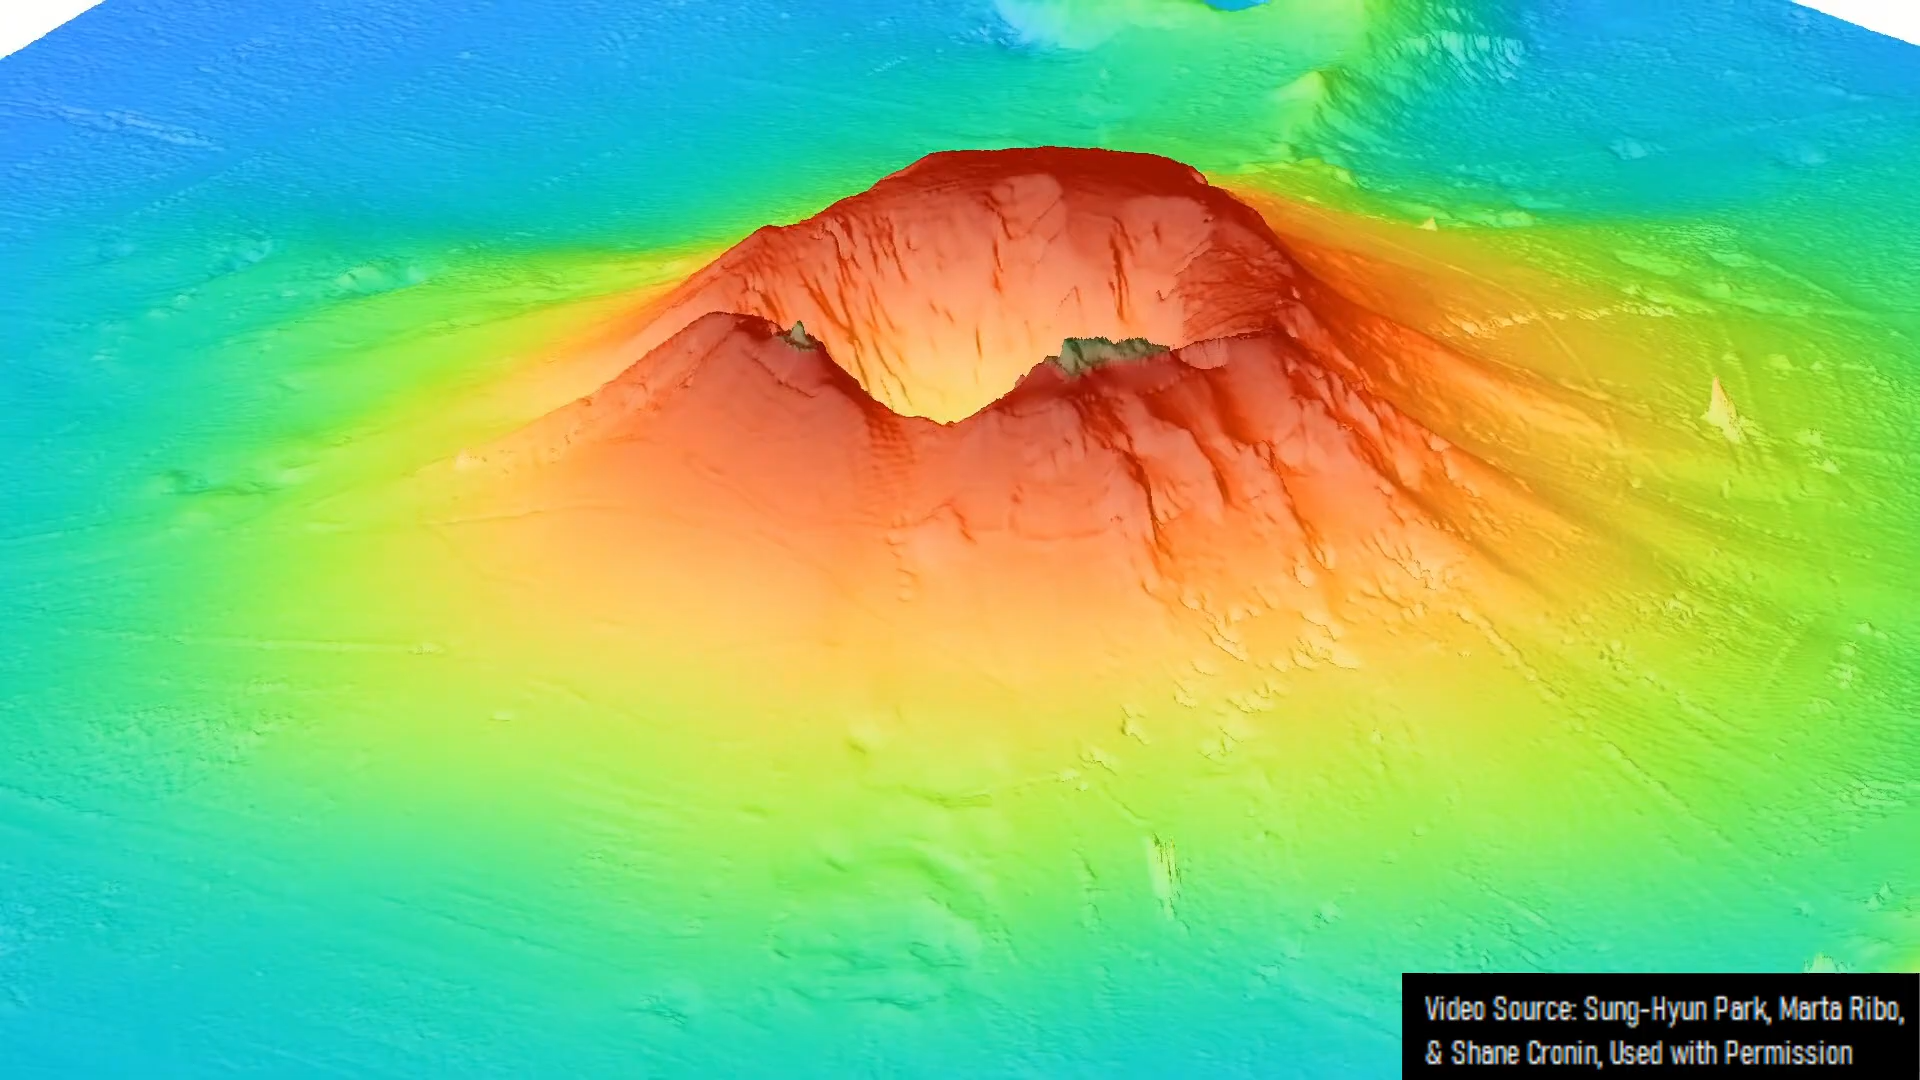 Video Source: Sung-Hyun Park, Marta Ribo,
& Shane Cronin, Used with Permission